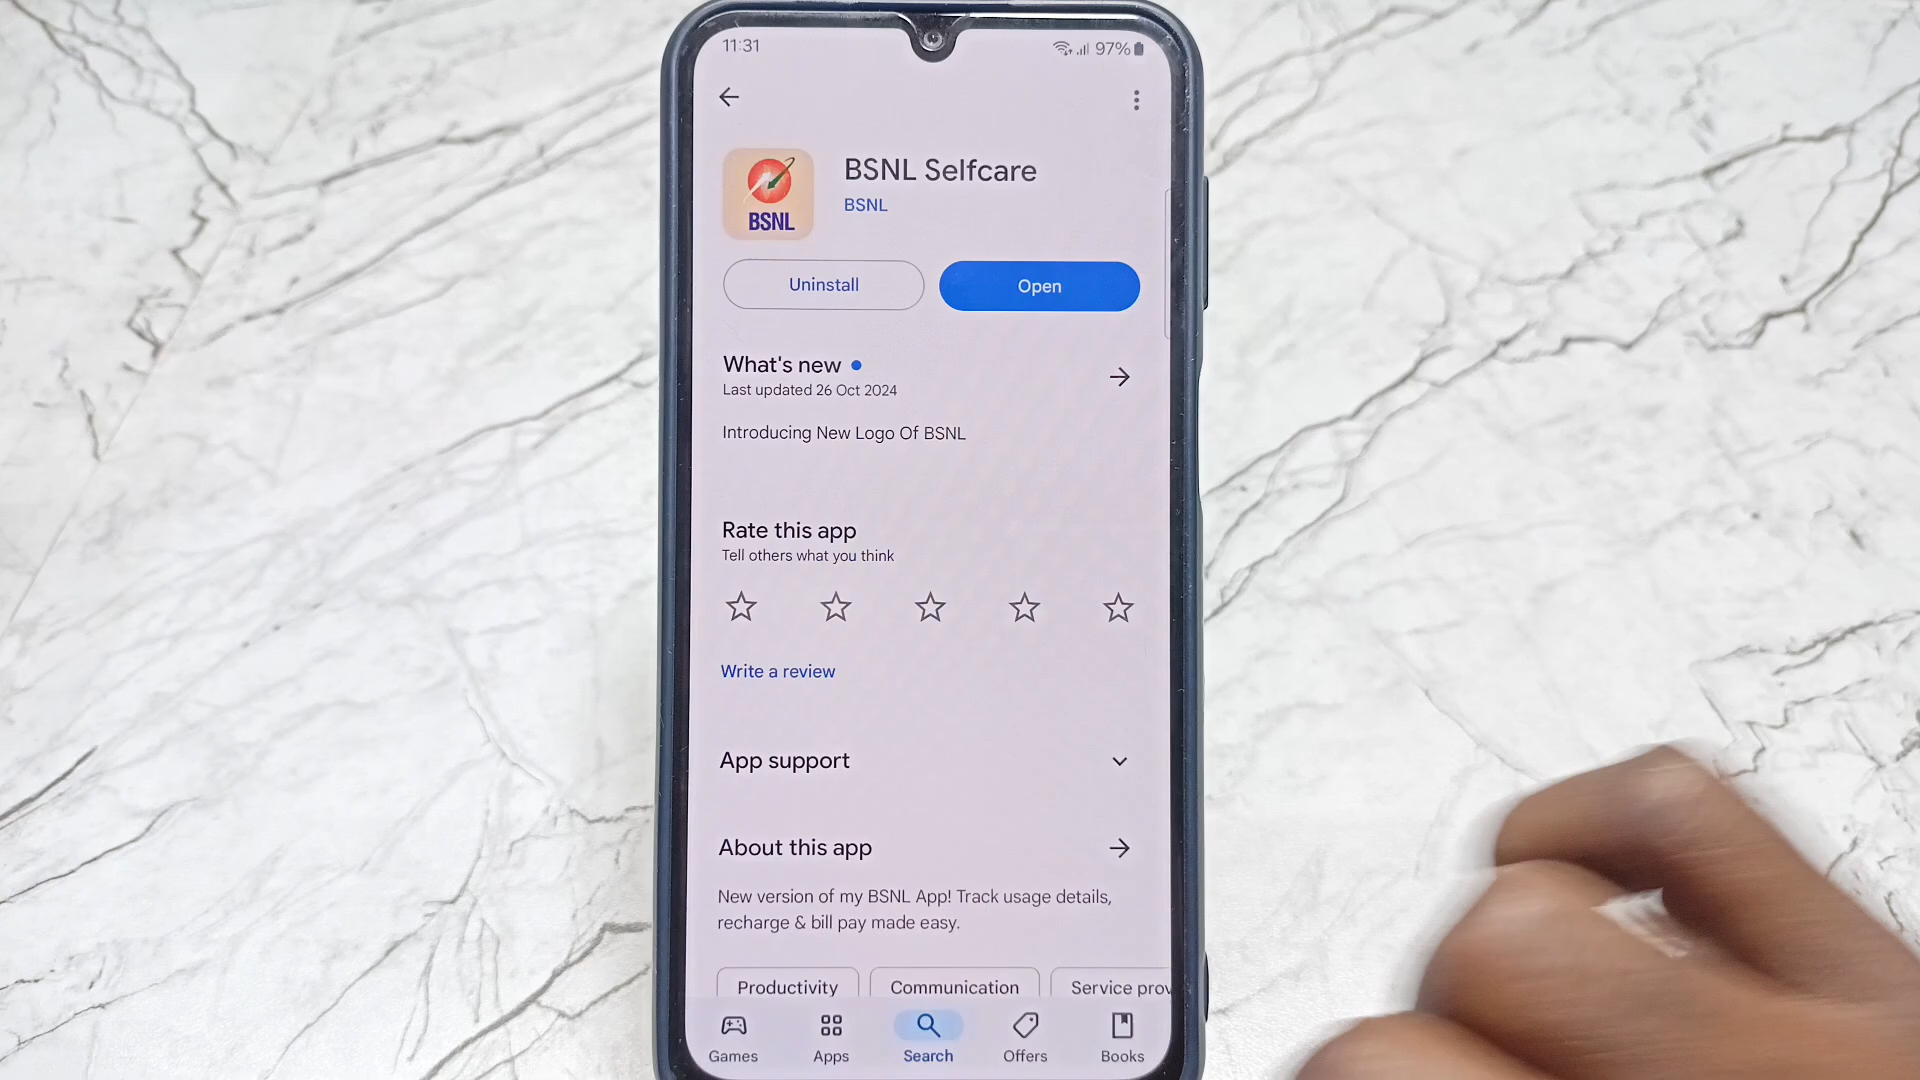 11:31
97%
BSNL Selfcare
BSNL
BSNL
Uninstall
Open
What's new
Last updated 26 Oct 2024
Introducing New Logo Of BSNL
Rate this app
Tell others what you think
Write a review
App support
About this app
New version of my BSNL App! Track usage details,
recharge & bill pay made easy.
Productivity
Communication
Service prov
Games
Apps
Search
Offers
Books